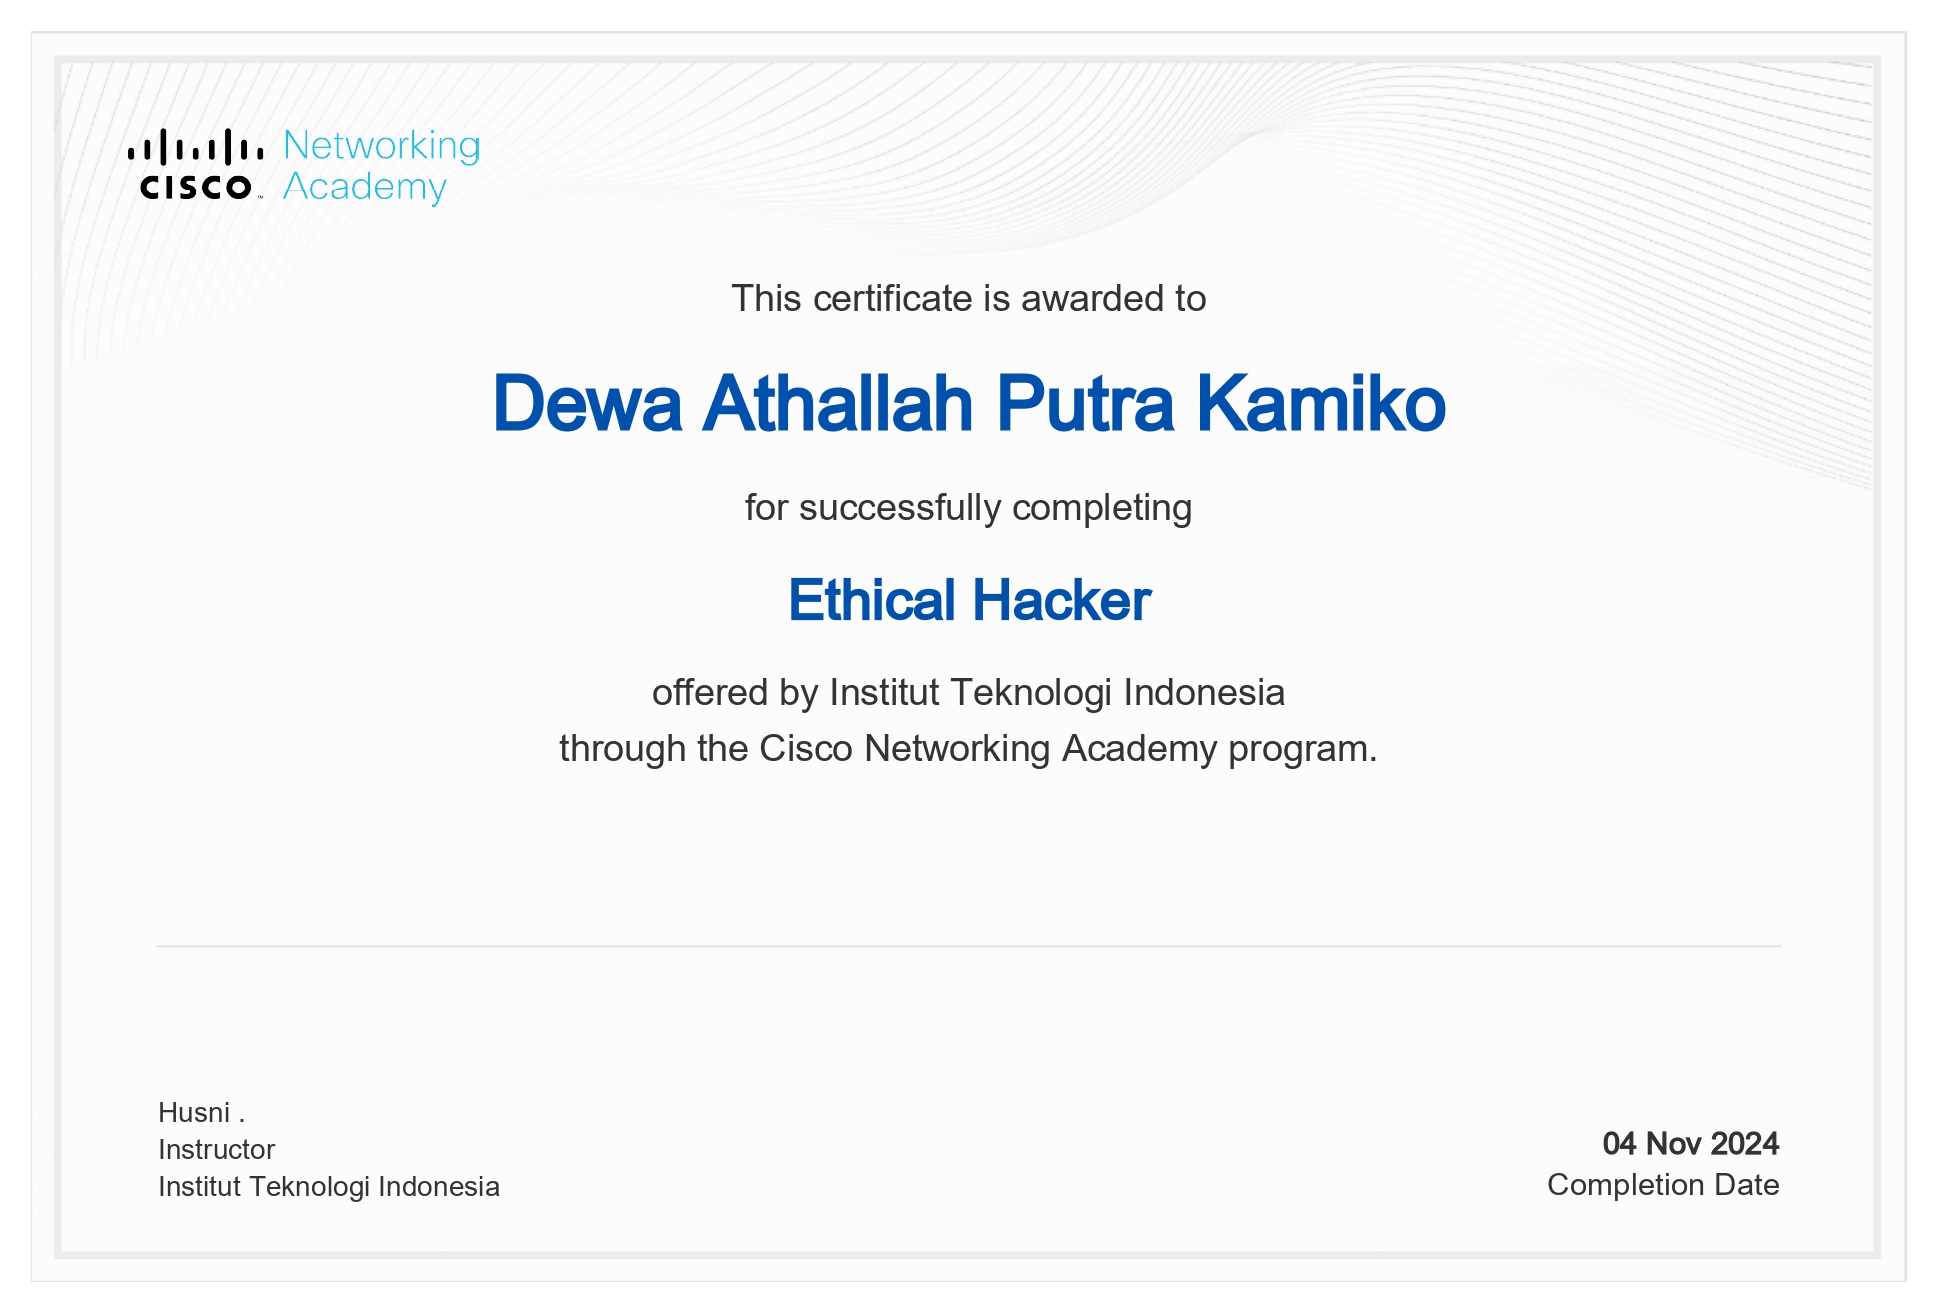 Networking
Academy
CISCO™
This certificate is awarded to
Dewa Athallah Putra Kamiko
for successfully completing
Ethical Hacker
offered by Institut Teknologi Indonesia
through the Cisco Networking Academy program.
Husni .
Instructor
Institut Teknologi Indonesia
04 Nov 2024
Completion Date